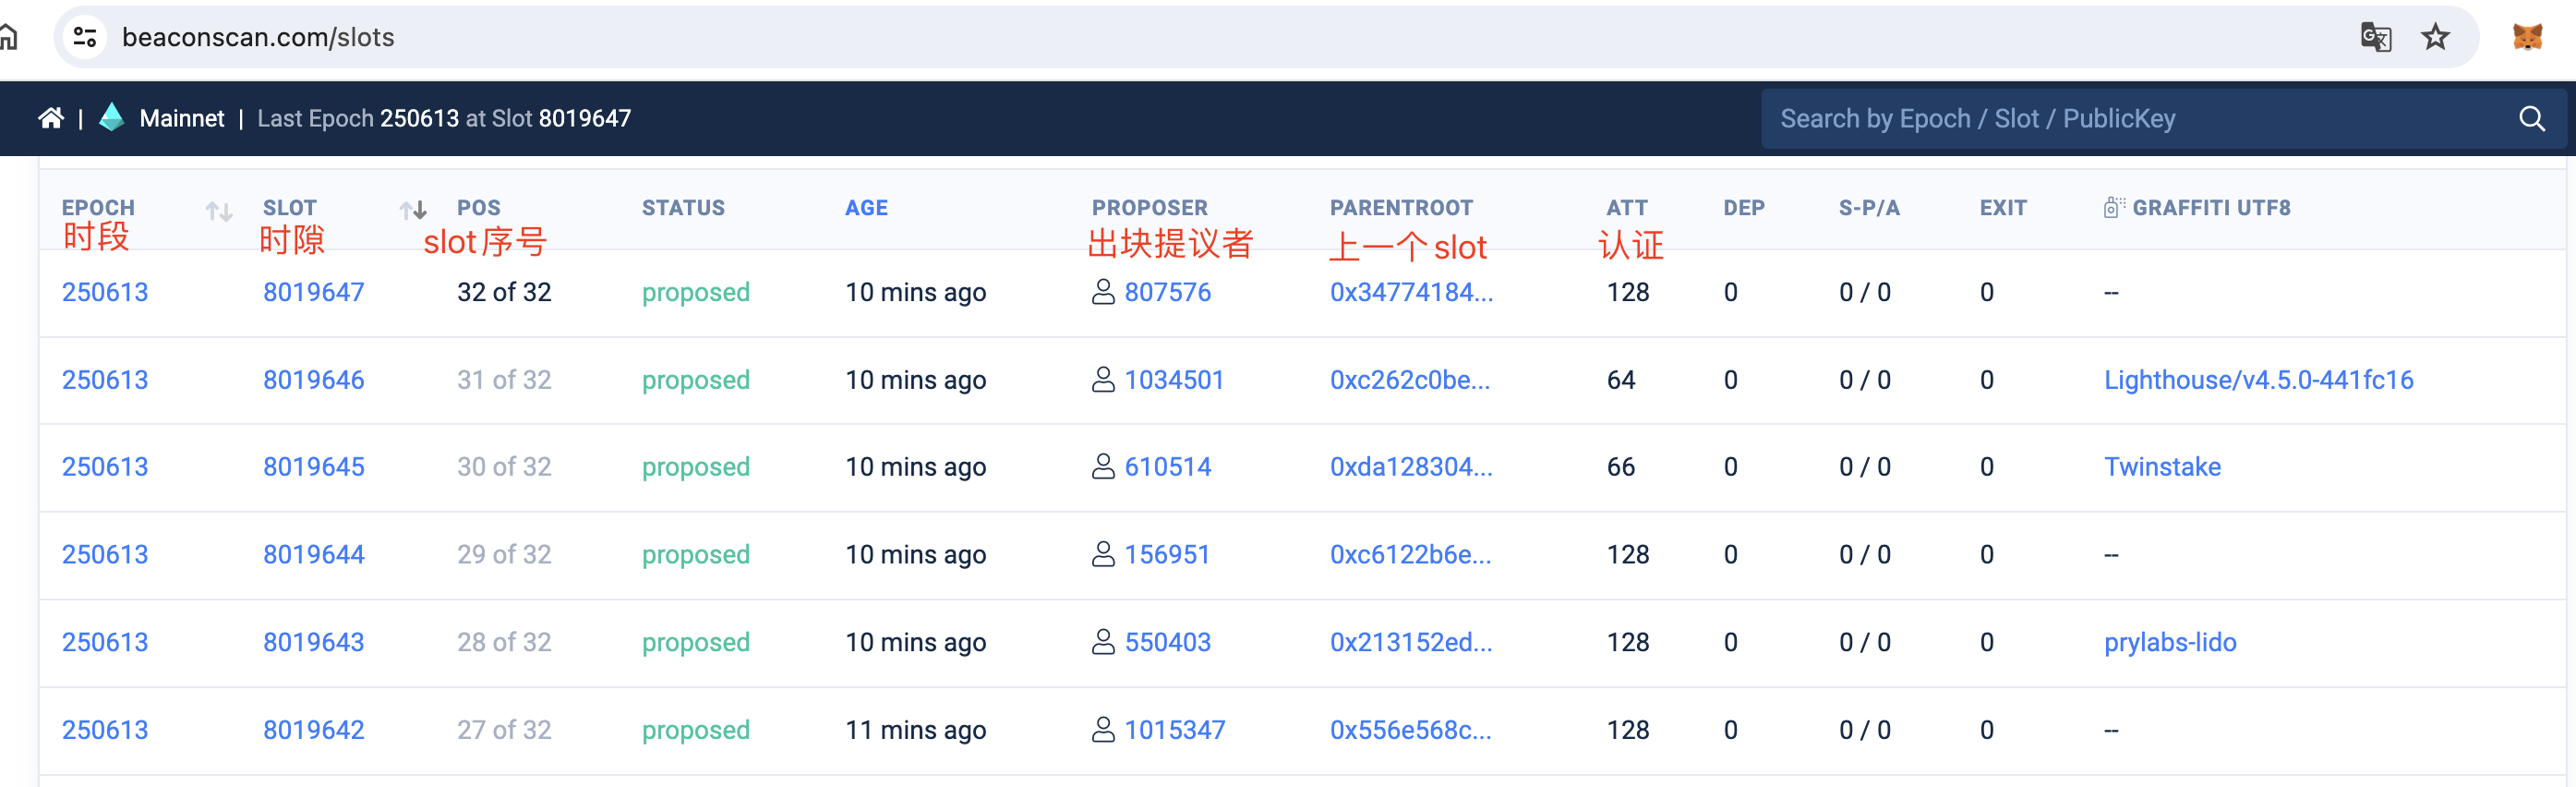 beaconscan.com/slots
| Mainnet | Last Epoch 250613 at Slot 8019647 Search by Epoch / Slot / PublicKey
EPOCH SLOT POS STATUS AGE PROPOSER PARENTROOT ATT DEP S-P/A EXIT GRAFFITI UTF8
时段 时隙 slot序号 出块提议者 上一个slot 认证
250613 8019647 32 of 32 proposed 10 mins ago 807576 0x34774184... 128 0 0 / 0 0 --
250613 8019646 31 of 32 proposed 10 mins ago 1034501 0xc262c0be... 64 0 0 / 0 0 Lighthouse/v4.5.0-441fc16
250613 8019645 30 of 32 proposed 10 mins ago 610514 0xda128304... 66 0 0 / 0 0 Twinstake
250613 8019644 29 of 32 proposed 10 mins ago 156951 0xc6122b6e... 128 0 0 / 0 0 --
250613 8019643 28 of 32 proposed 10 mins ago 550403 0x213152ed... 128 0 0 / 0 0 prylabs-lido
250613 8019642 27 of 32 proposed 11 mins ago 1015347 0x556e568c... 128 0 0 / 0 0 --